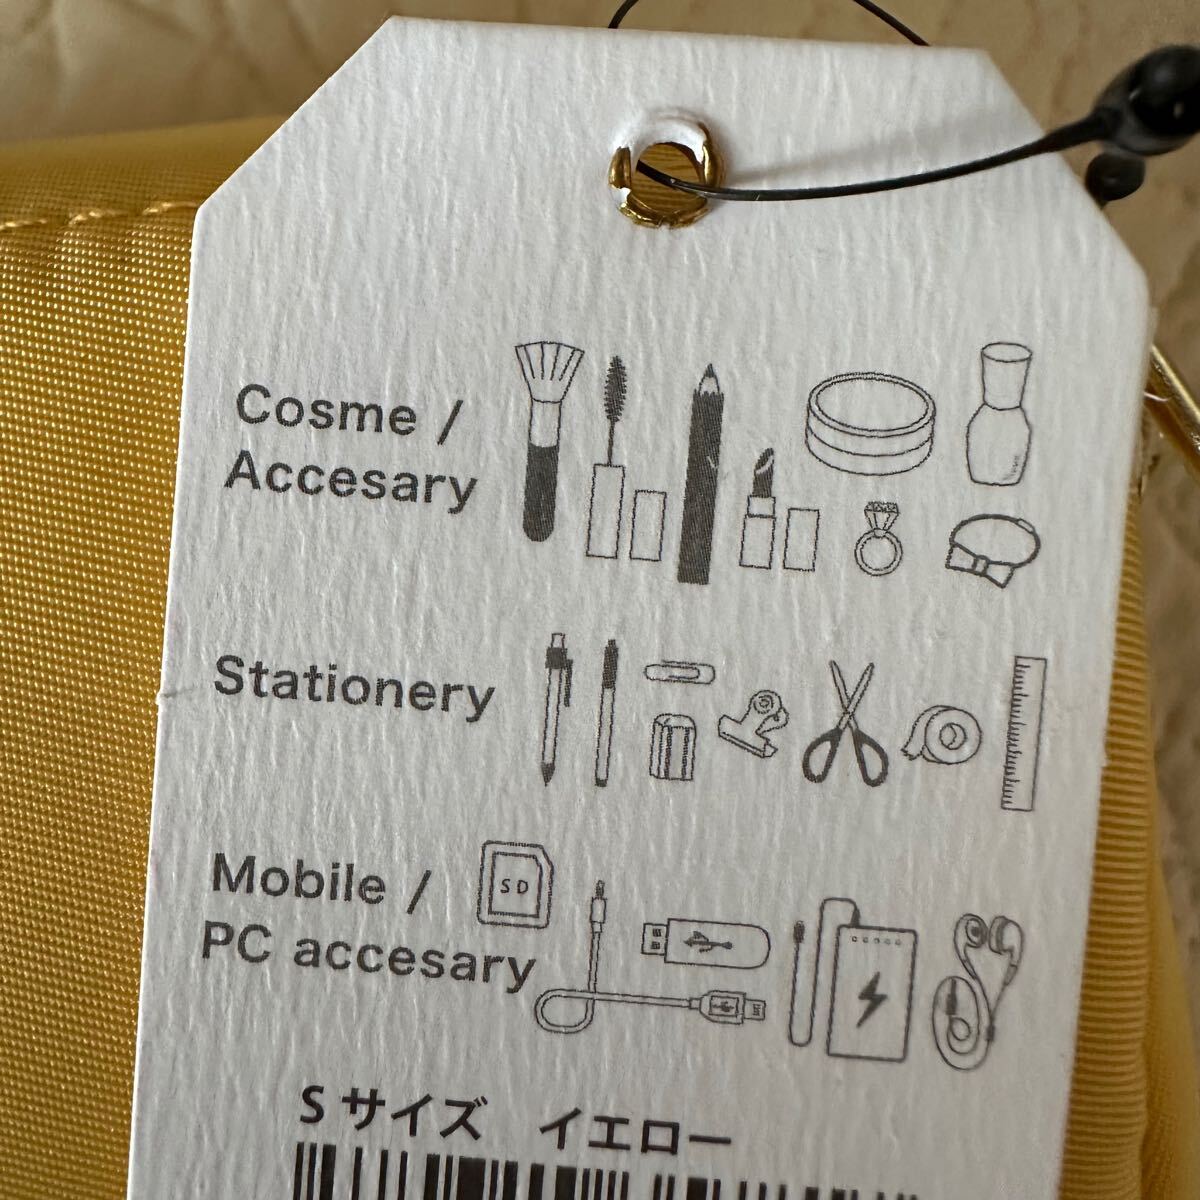 Cosme /
Accesary
Stationery
Mobile /
PC accesary
SD
Sサイズ　イエロー